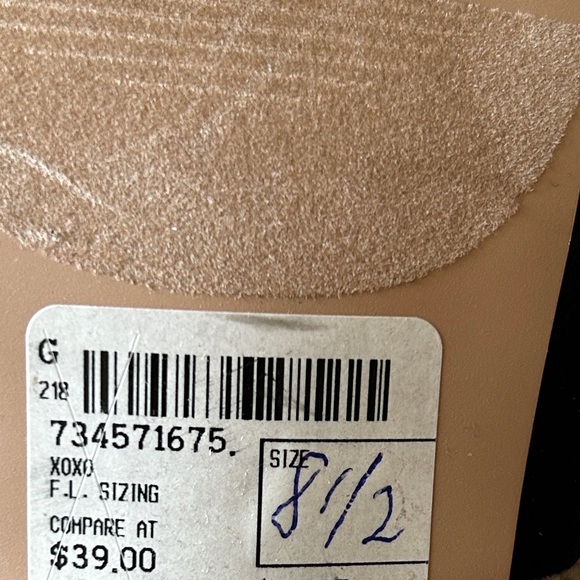 G
218
734571675.
XOXO
F.L. SIZING
SIZE
8 1/2
COMPARE AT
$39.00